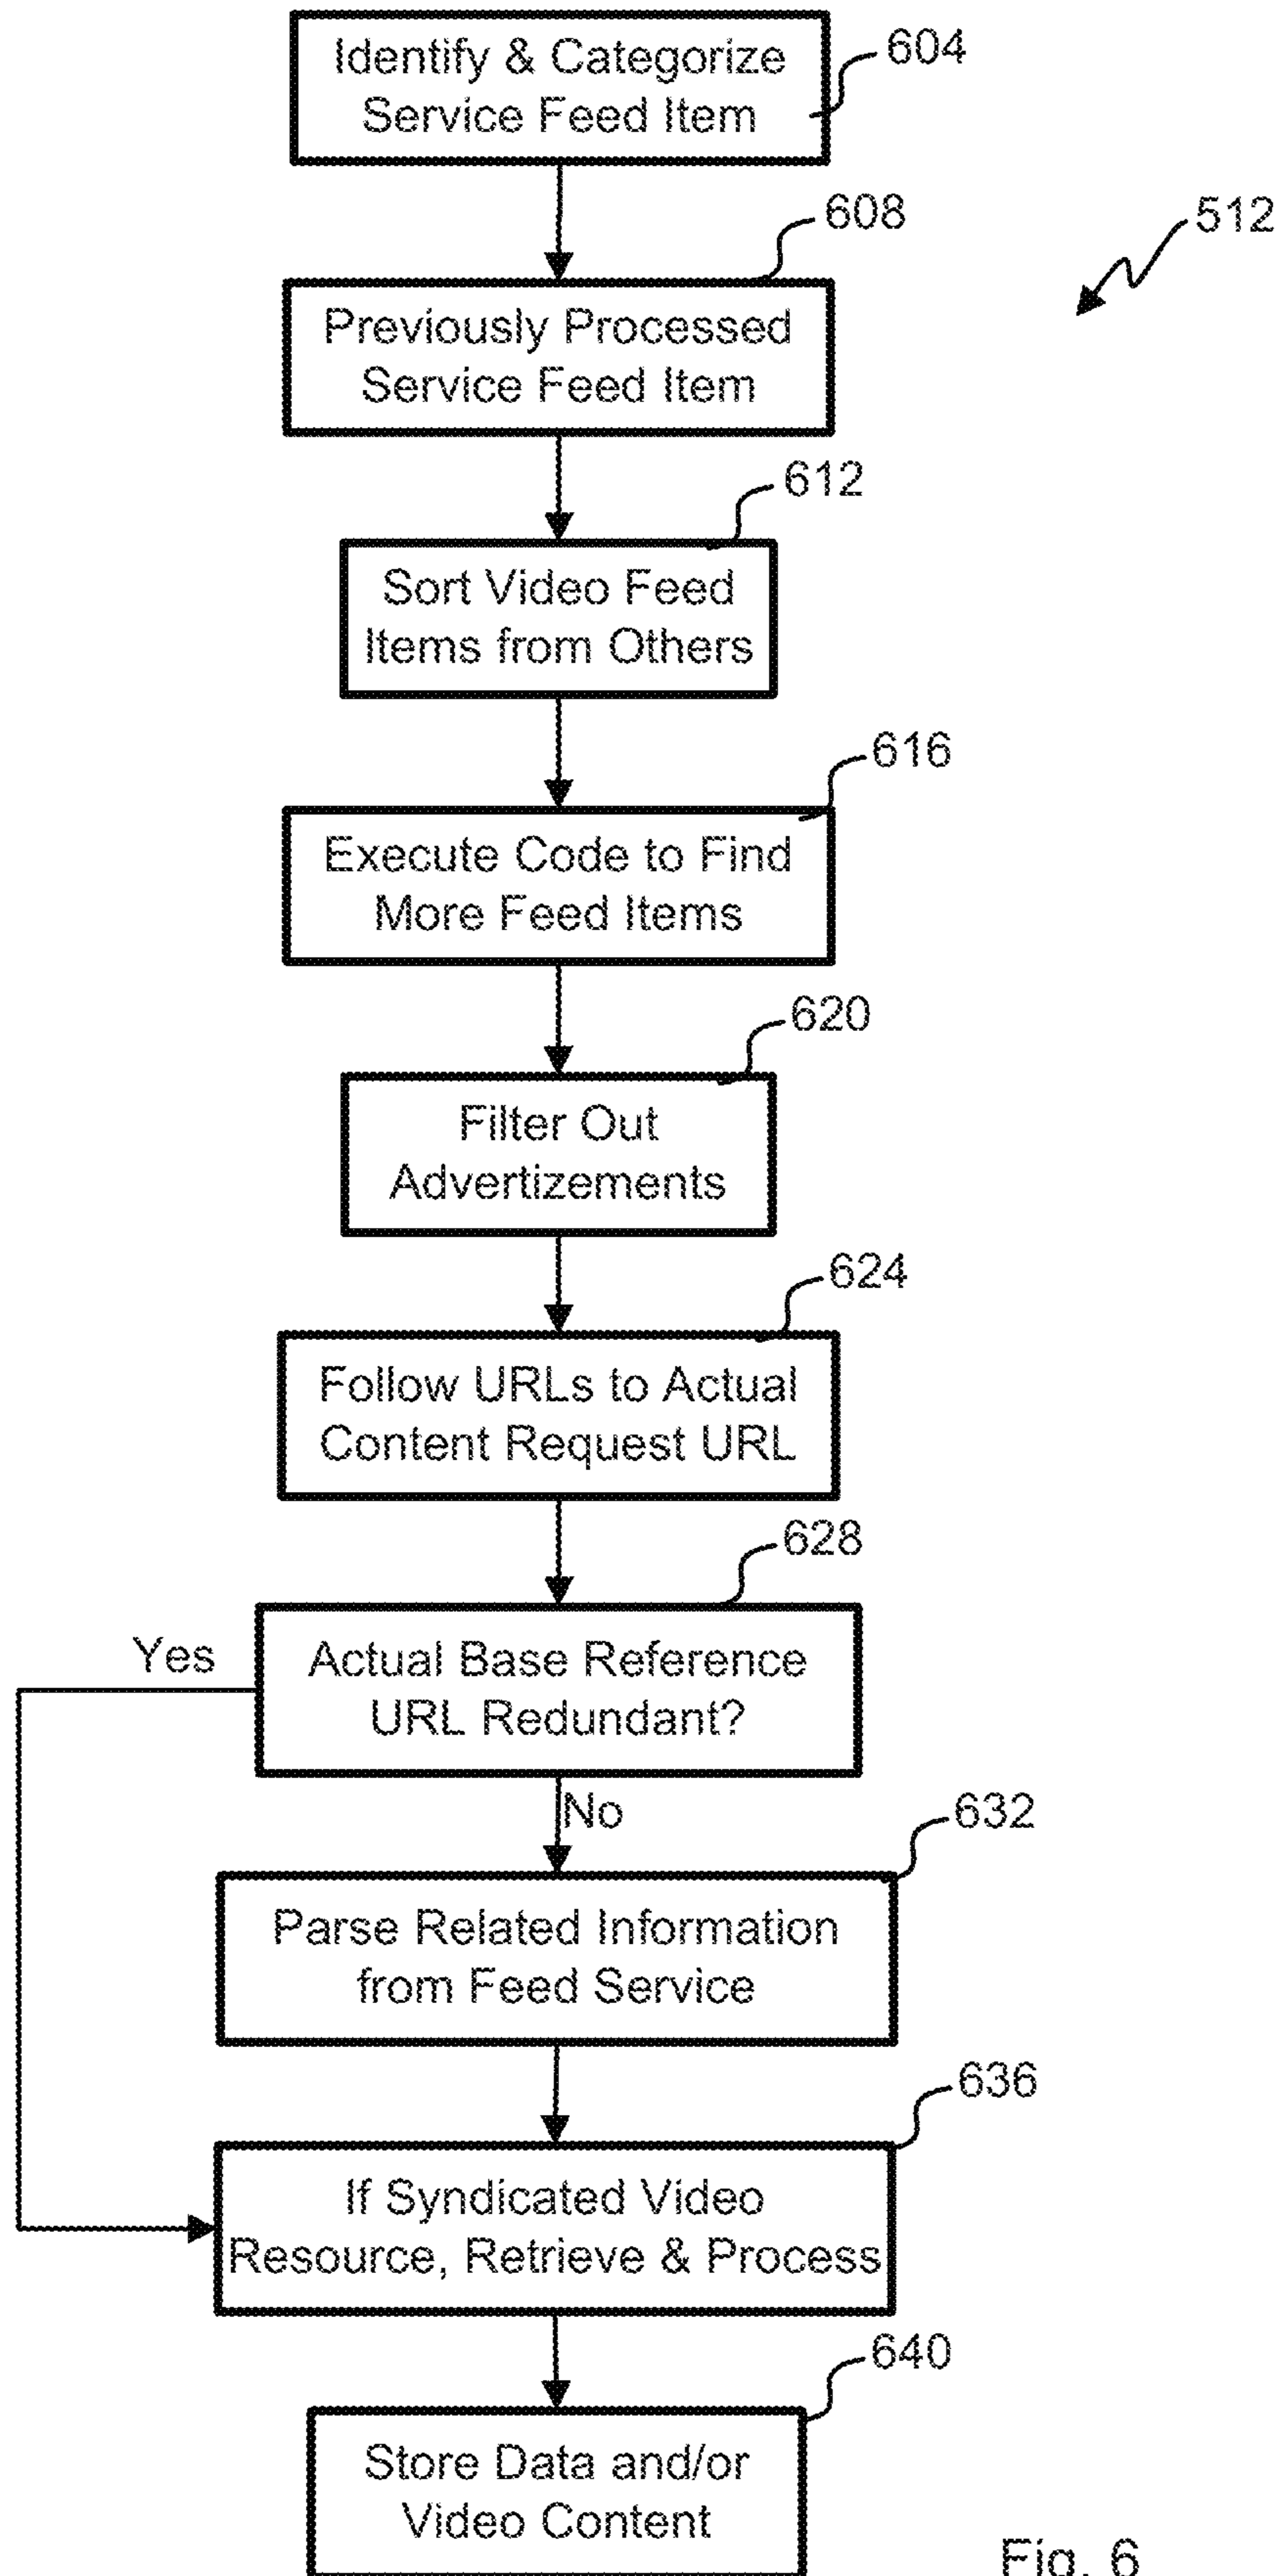 Identify & Categorize
Service Feed Item
604
608
512
Previously Processed
Service Feed Item
612
Sort Video Feed
Items from Others
616
Execute Code to Find
More Feed Items
620
Filter Out
Advertizements
624
Follow URLs to Actual
Content Request URL
628
Yes
Actual Base Reference
URL Redundant?
No
632
Parse Related Information
from Feed Service
636
If Syndicated Video
Resource, Retrieve & Process
640
Store Data and/or
Video Content
Fig. 6